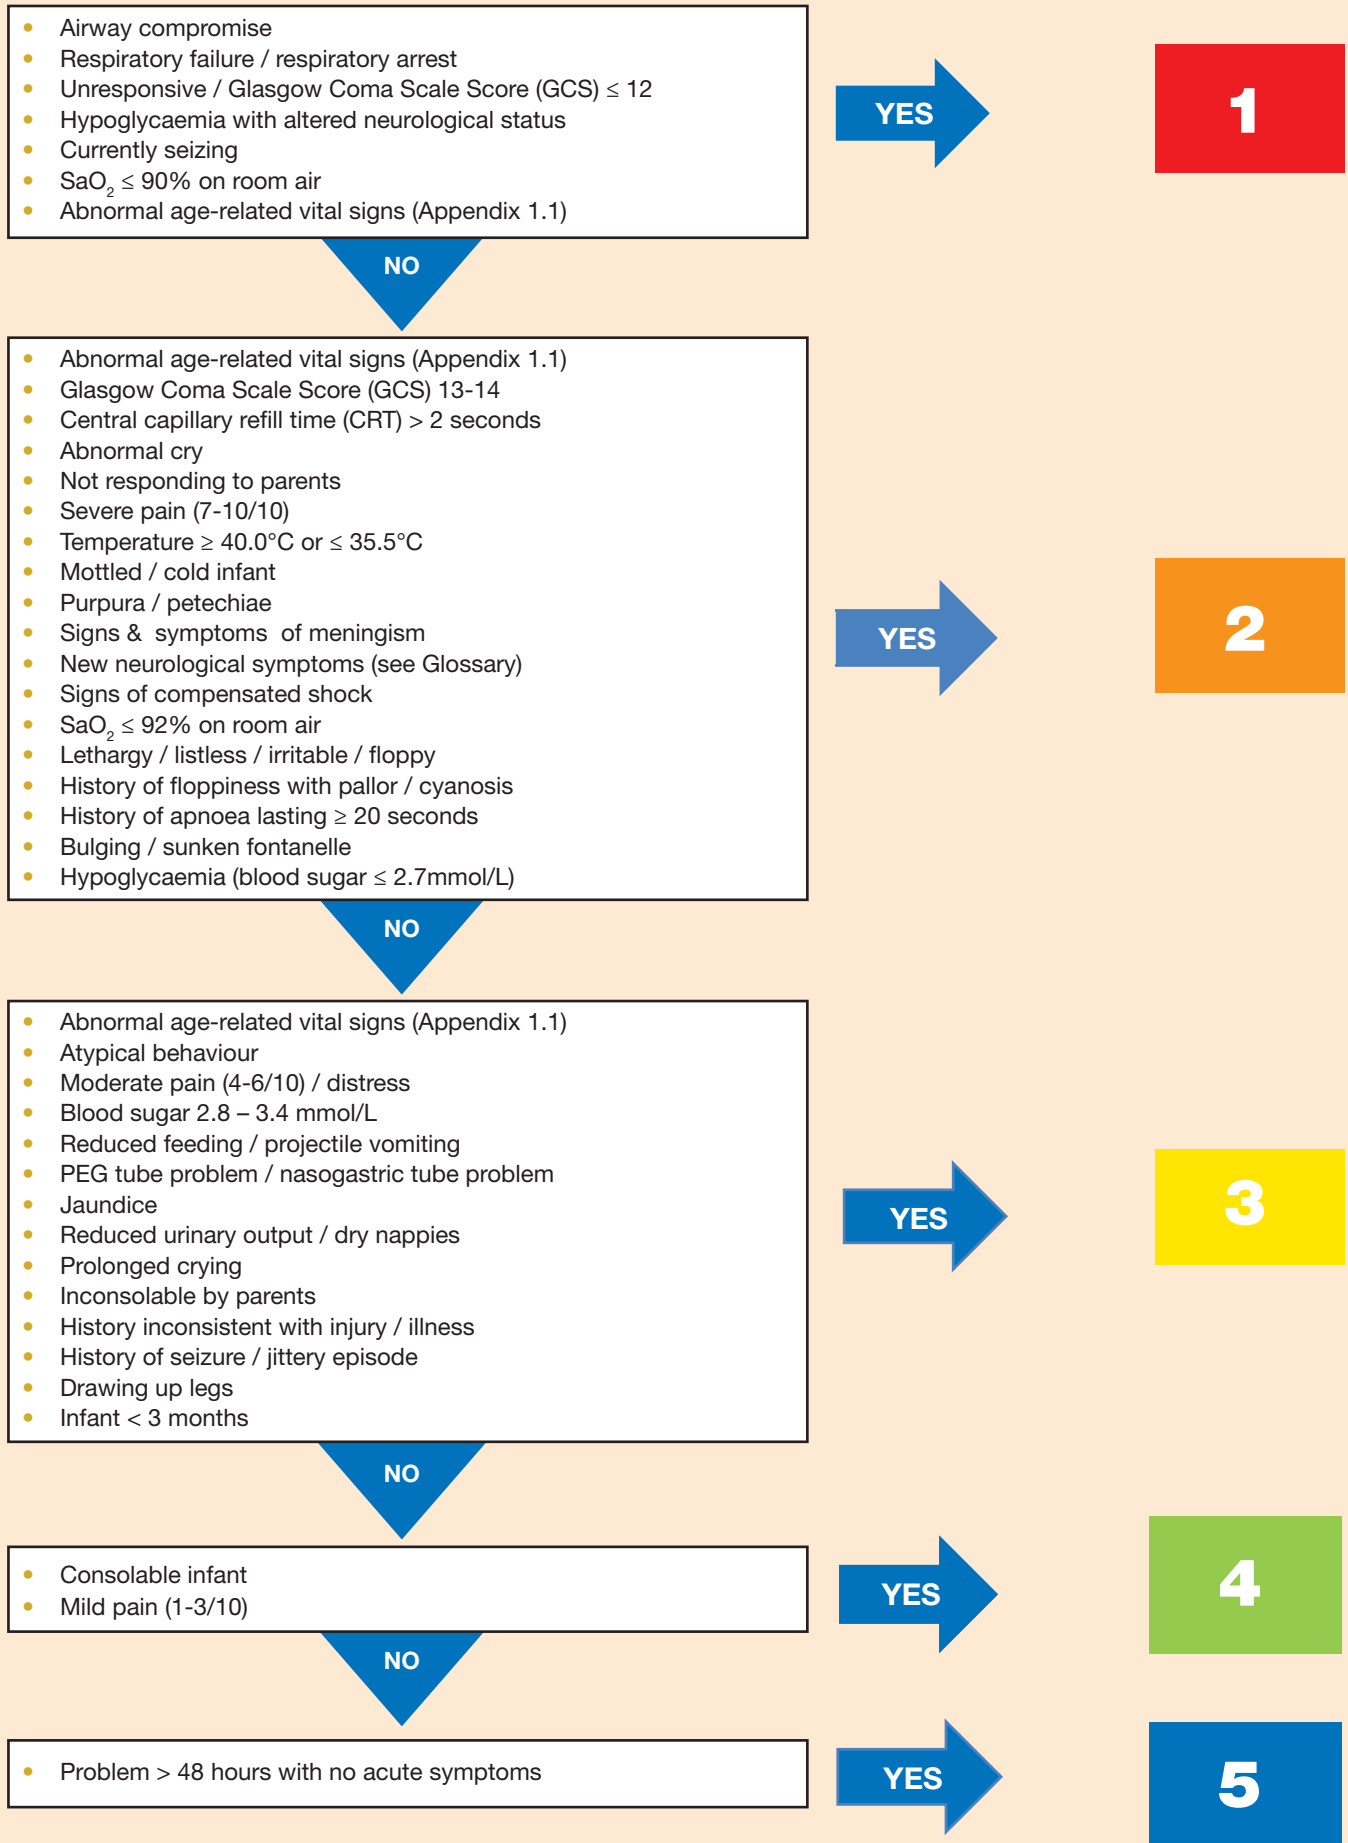 • Airway compromise
• Respiratory failure / respiratory arrest
• Unresponsive / Glasgow Coma Scale Score (GCS) ≤ 12
• Hypoglycaemia with altered neurological status
• Currently seizing
• SaO₂ ≤ 90% on room air
• Abnormal age-related vital signs (Appendix 1.1)
YES
1
NO
• Abnormal age-related vital signs (Appendix 1.1)
• Glasgow Coma Scale Score (GCS) 13-14
• Central capillary refill time (CRT) > 2 seconds
• Abnormal cry
• Not responding to parents
• Severe pain (7-10/10)
• Temperature ≥ 40.0°C or ≤ 35.5°C
• Mottled / cold infant
• Purpura / petechiae
• Signs & symptoms of meningism
• New neurological symptoms (see Glossary)
• Signs of compensated shock
• SaO₂ ≤ 92% on room air
• Lethargy / listless / irritable / floppy
• History of floppiness with pallor / cyanosis
• History of apnoea lasting ≥ 20 seconds
• Bulging / sunken fontanelle
• Hypoglycaemia (blood sugar ≤ 2.7mmol/L)
YES
2
NO
• Abnormal age-related vital signs (Appendix 1.1)
• Atypical behaviour
• Moderate pain (4-6/10) / distress
• Blood sugar 2.8 – 3.4 mmol/L
• Reduced feeding / projectile vomiting
• PEG tube problem / nasogastric tube problem
• Jaundice
• Reduced urinary output / dry nappies
• Prolonged crying
• Inconsolable by parents
• History inconsistent with injury / illness
• History of seizure / jittery episode
• Drawing up legs
• Infant < 3 months
YES
3
NO
• Consolable infant
• Mild pain (1-3/10)
YES
4
NO
• Problem > 48 hours with no acute symptoms
YES
5